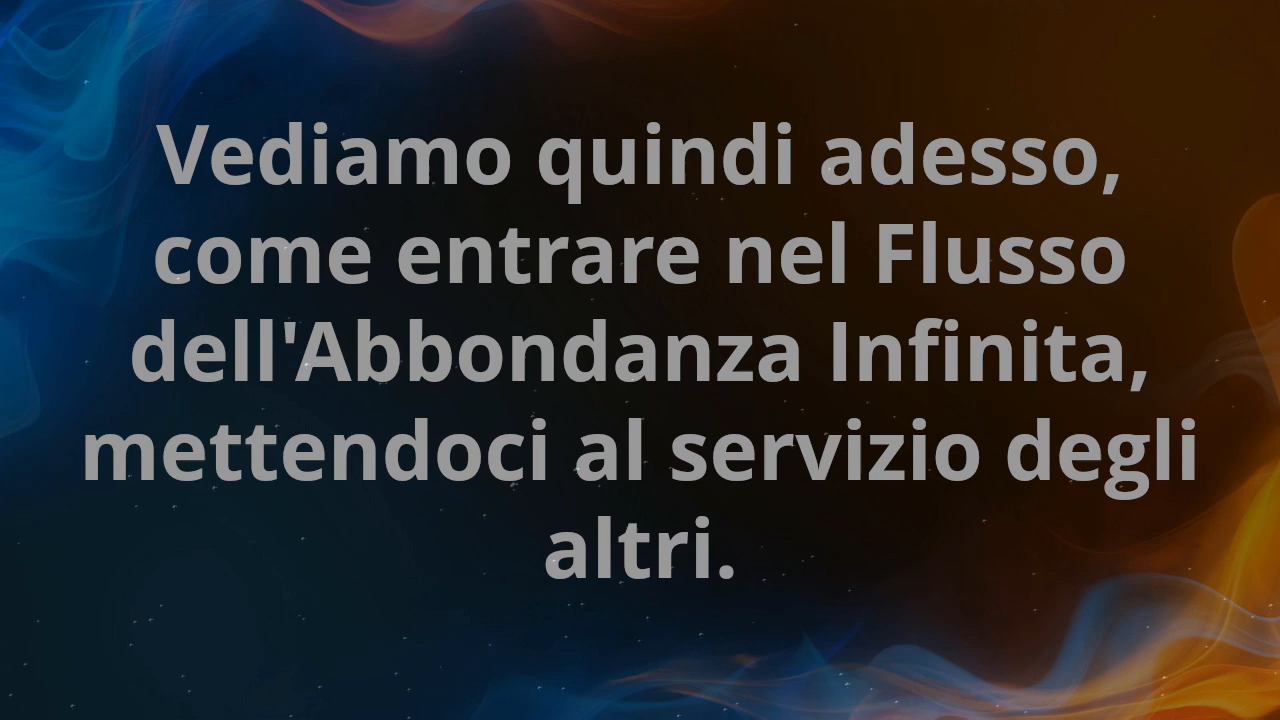 Vediamo quindi adesso,
come entrare nel Flusso
dell'Abbondanza Infinita,
mettendoci al servizio degli
altri.